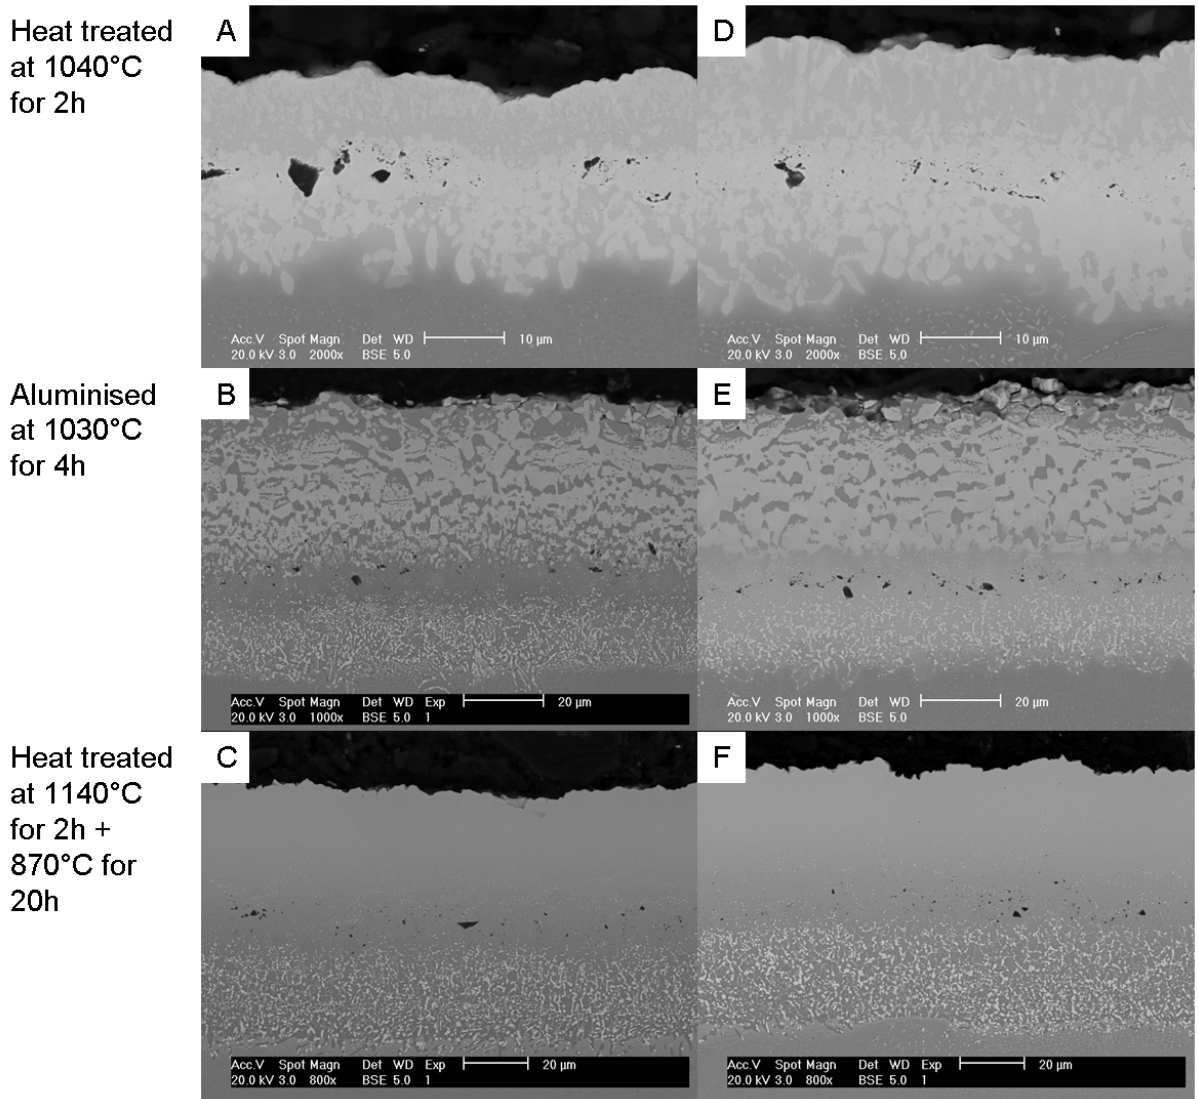 Heat treated
at 1040°C
for 2h
A
Acc.V Spot Magn Det WD 10 µm
20.0 kV 3.0 2000x BSE 5.0
D
Acc.V Spot Magn Det WD 10 µm
20.0 kV 3.0 2000x BSE 5.0
Aluminised
at 1030°C
for 4h
B
Acc.V Spot Magn Det WD Exp 20 µm
20.0 kV 3.0 1000x BSE 5.0 1
E
Acc.V Spot Magn Det WD 20 µm
20.0 kV 3.0 1000x BSE 5.0
Heat treated
at 1140°C
for 2h +
870°C for
20h
C
Acc.V Spot Magn Det WD Exp 20 µm
20.0 kV 3.0 800x BSE 5.0 1
F
Acc.V Spot Magn Det WD Exp 20 µm
20.0 kV 3.0 800x BSE 5.0 1